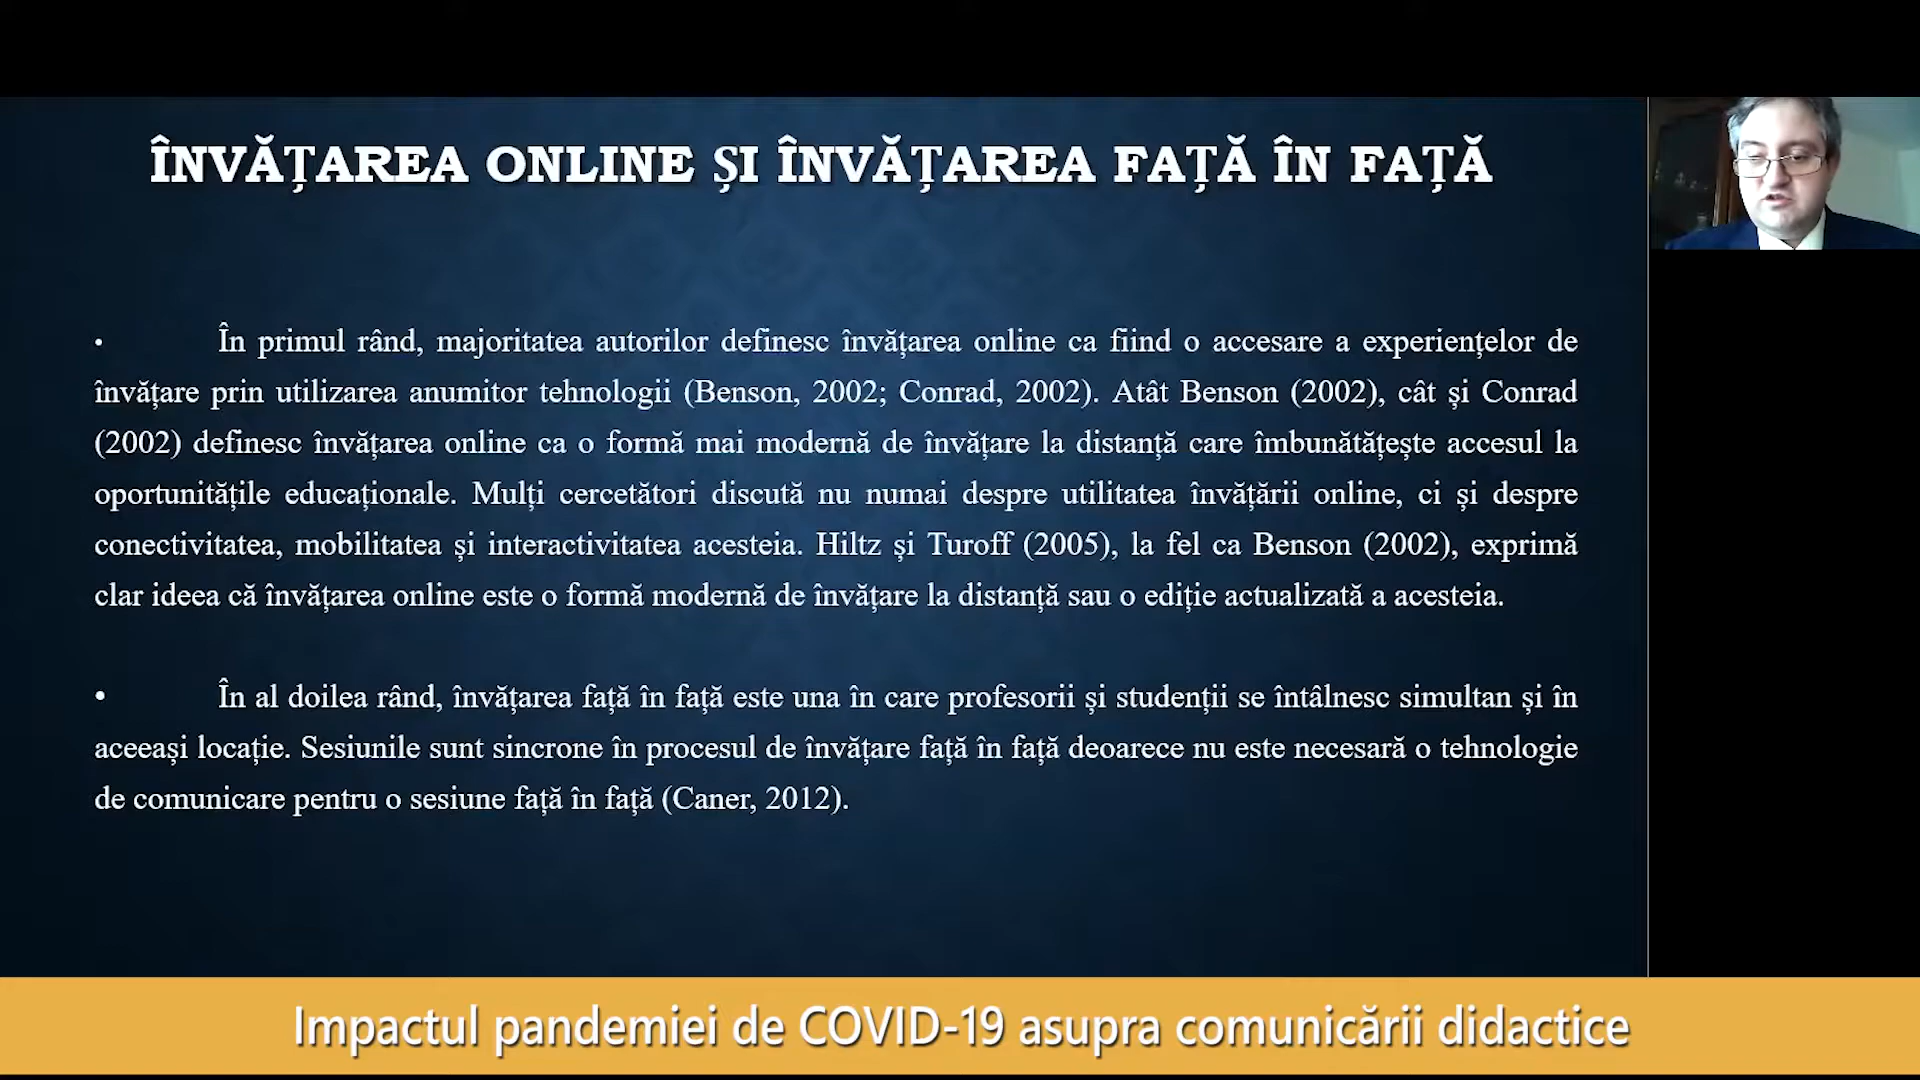 ÎNVĂȚAREA ONLINE ȘI ÎNVĂȚAREA FAȚĂ ÎN FAȚĂ
• În primul rând, majoritatea autorilor definesc învățarea online ca fiind o accesare a experiențelor de
învățare prin utilizarea anumitor tehnologii (Benson, 2002; Conrad, 2002). Atât Benson (2002), cât și Conrad
(2002) definesc învățarea online ca o formă mai modernă de învățare la distanță care îmbunătățește accesul la
oportunitățile educaționale. Mulți cercetători discută nu numai despre utilitatea învățării online, ci și despre
conectivitatea, mobilitatea și interactivitatea acesteia. Hiltz și Turoff (2005), la fel ca Benson (2002), exprimă
clar ideea că învățarea online este o formă modernă de învățare la distanță sau o ediție actualizată a acesteia.
• În al doilea rând, învățarea față în față este una în care profesorii și studenții se întâlnesc simultan și în
aceeași locație. Sesiunile sunt sincrone în procesul de învățare față în față deoarece nu este necesară o tehnologie
de comunicare pentru o sesiune față în față (Caner, 2012).
Impactul pandemiei de COVID-19 asupra comunicării didactice